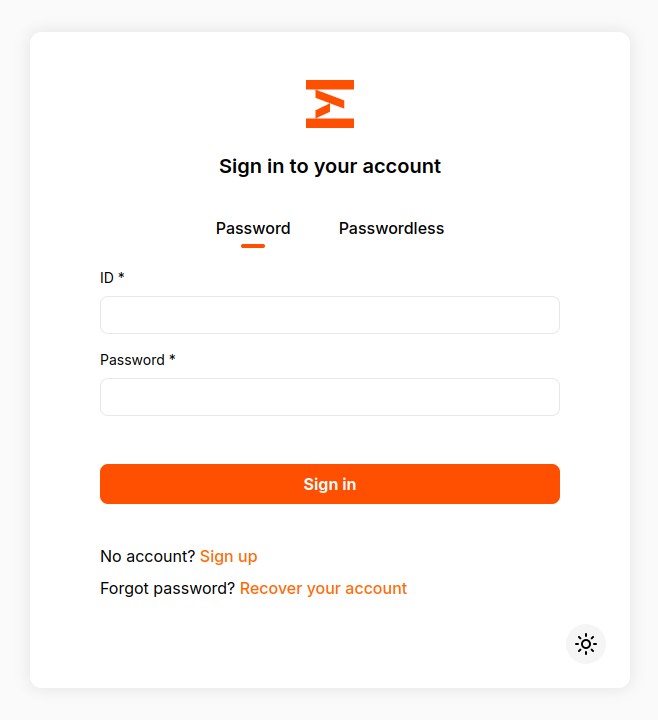 Sign in to your account
Password
Passwordless
ID *
Password *
Sign in
No account? Sign up
Forgot password? Recover your account